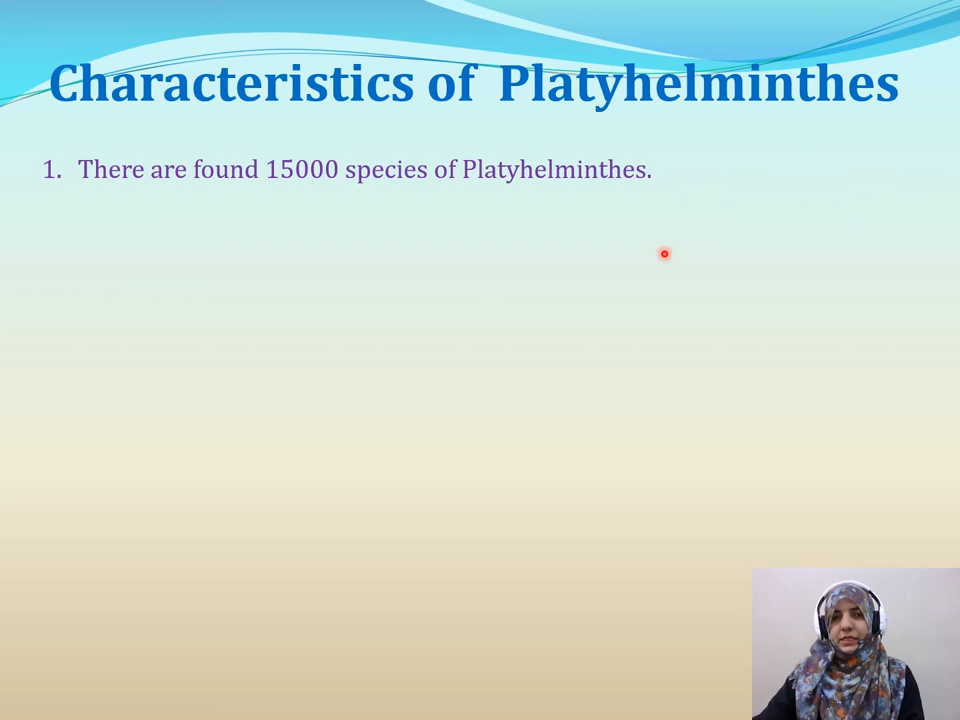 Characteristics of Platyhelminthes
1. There are found 15000 species of Platyhelminthes.